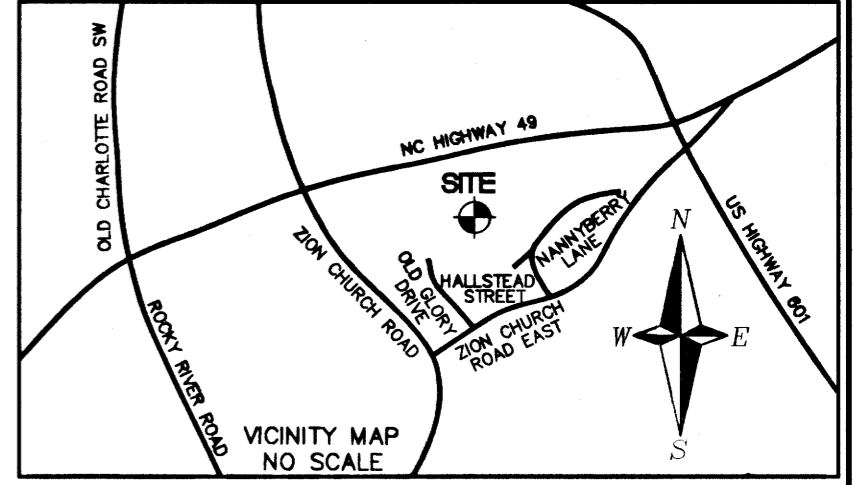 OLD CHARLOTTE ROAD SW
NC HIGHWAY 49
SITE
ZION CHURCH ROAD
OLD GLORY
DRIVE
HALLSTEAD
STREET
NANNYBERRY
LANE
ZION CHURCH
ROAD EAST
US HIGHWAY 601
ROCKY RIVER ROAD
N
W
E
S
VICINITY MAP
NO SCALE